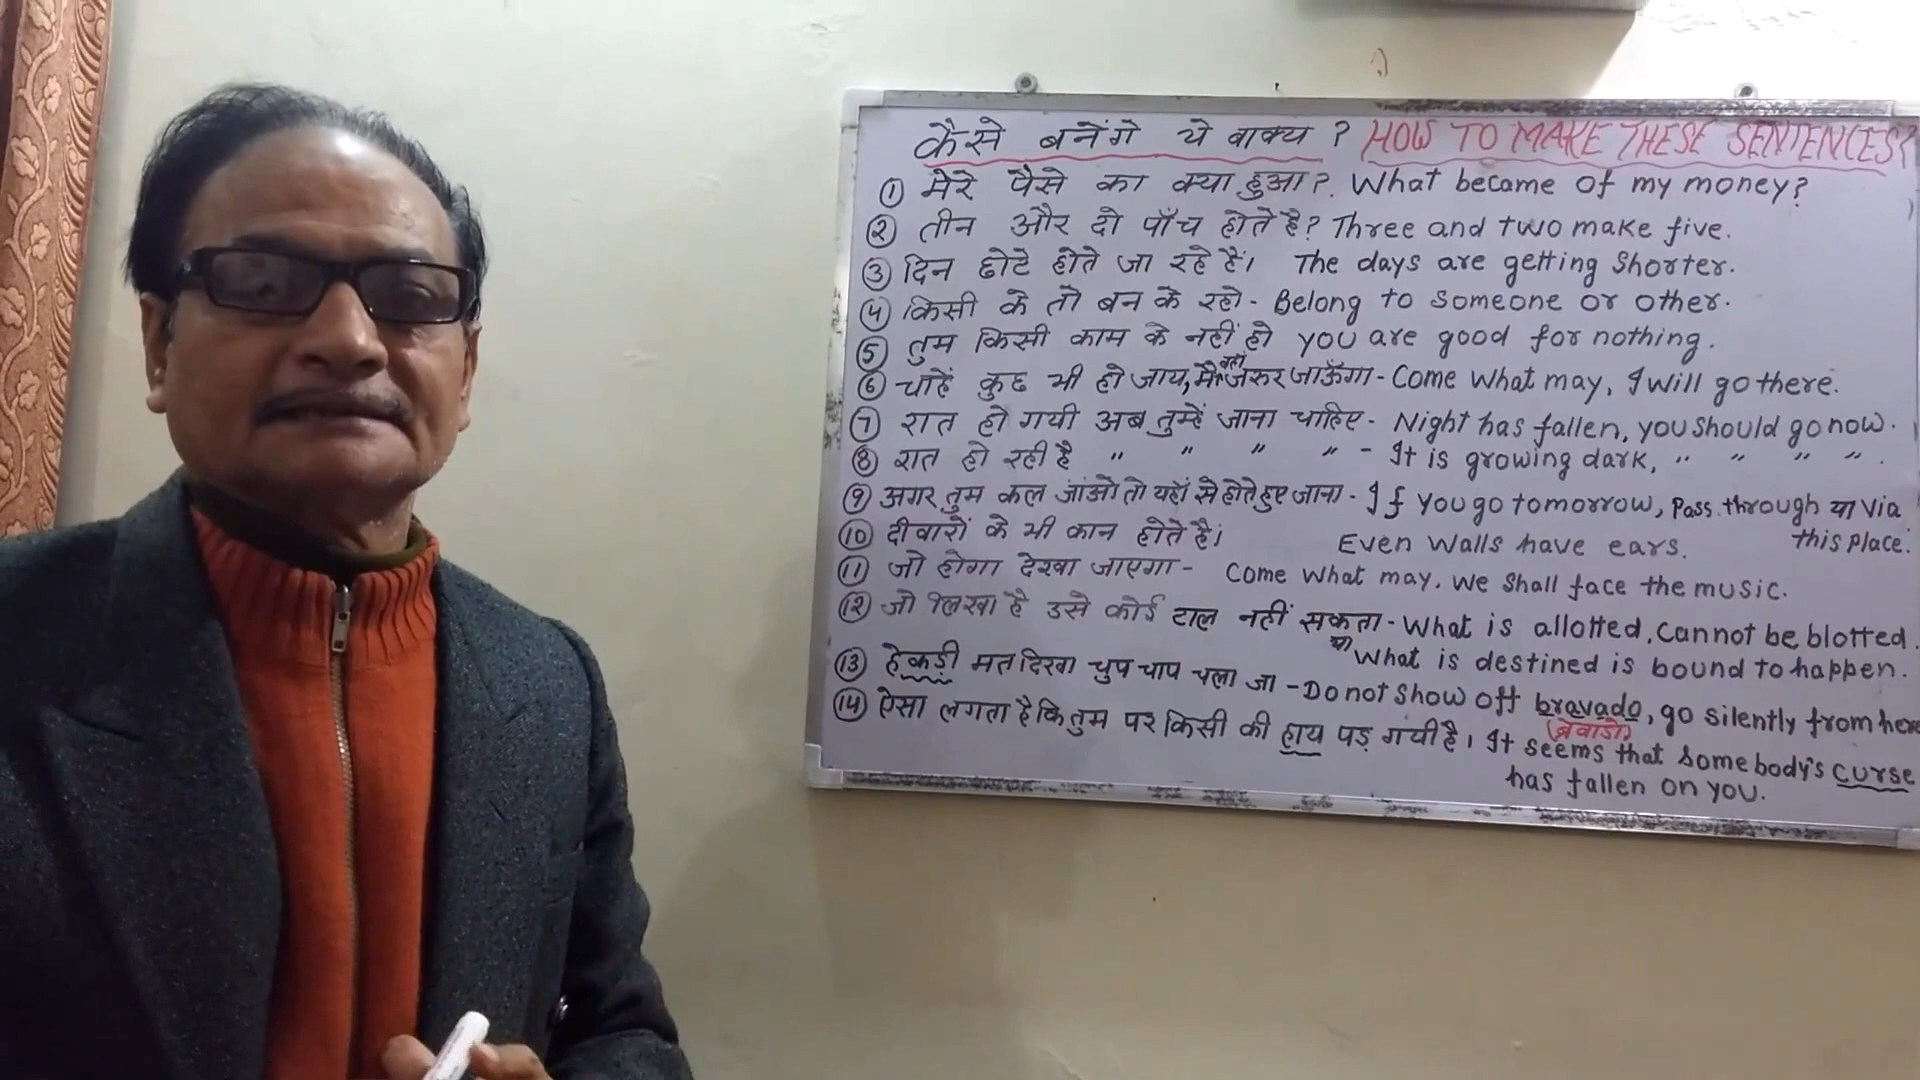 कैसे बनेंगे ये वाक्य ? HOW TO MAKE THESE SENTENCES?
① मेरे पैसे का क्या हुआ ?. What became of my money?
② तीन और दो पाँच होते है? Three and two make five.
③ दिन छोटे होते जा रहे हैं। The days are getting Shorter.
④ किसी के तो बन के रहो - Belong to someone or other.
⑤ तुम किसी काम के नहीं हो you are good for nothing.
⑥ चाहें कुछ भी हो जाय, मैं वहाँ जरुर जाऊँगा - Come What may, I will go there.
⑦ रात हो गयी अब तुम्हें जाना चाहिए - Night has fallen, you should go now.
⑧ रात हो रही है " " " " - It is growing dark, " " " ".
⑨ अगर तुम कल जाओ तो यहाँ से होते हुए जाना - If you go tomorrow, Pass through या Via
this place.
⑩ दीवारों के भी कान होते है। Even Walls have ears.
⑪ जो होगा देखा जाएगा - Come What may. We Shall face the music.
⑫ जो लिखा है उसे कोई टाल नहीं सकता - What is allotted, cannot be blotted.
या What is destined is bound to happen.
⑬ हेकड़ी मत दिखा चुप चाप चला जा - Do not Show off bravado, go silently from here
(ब्रेवाडो)
⑭ ऐसा लगता है कि तुम पर किसी की हाय पड़ गयी है। It seems that somebody's curse
has fallen on you.